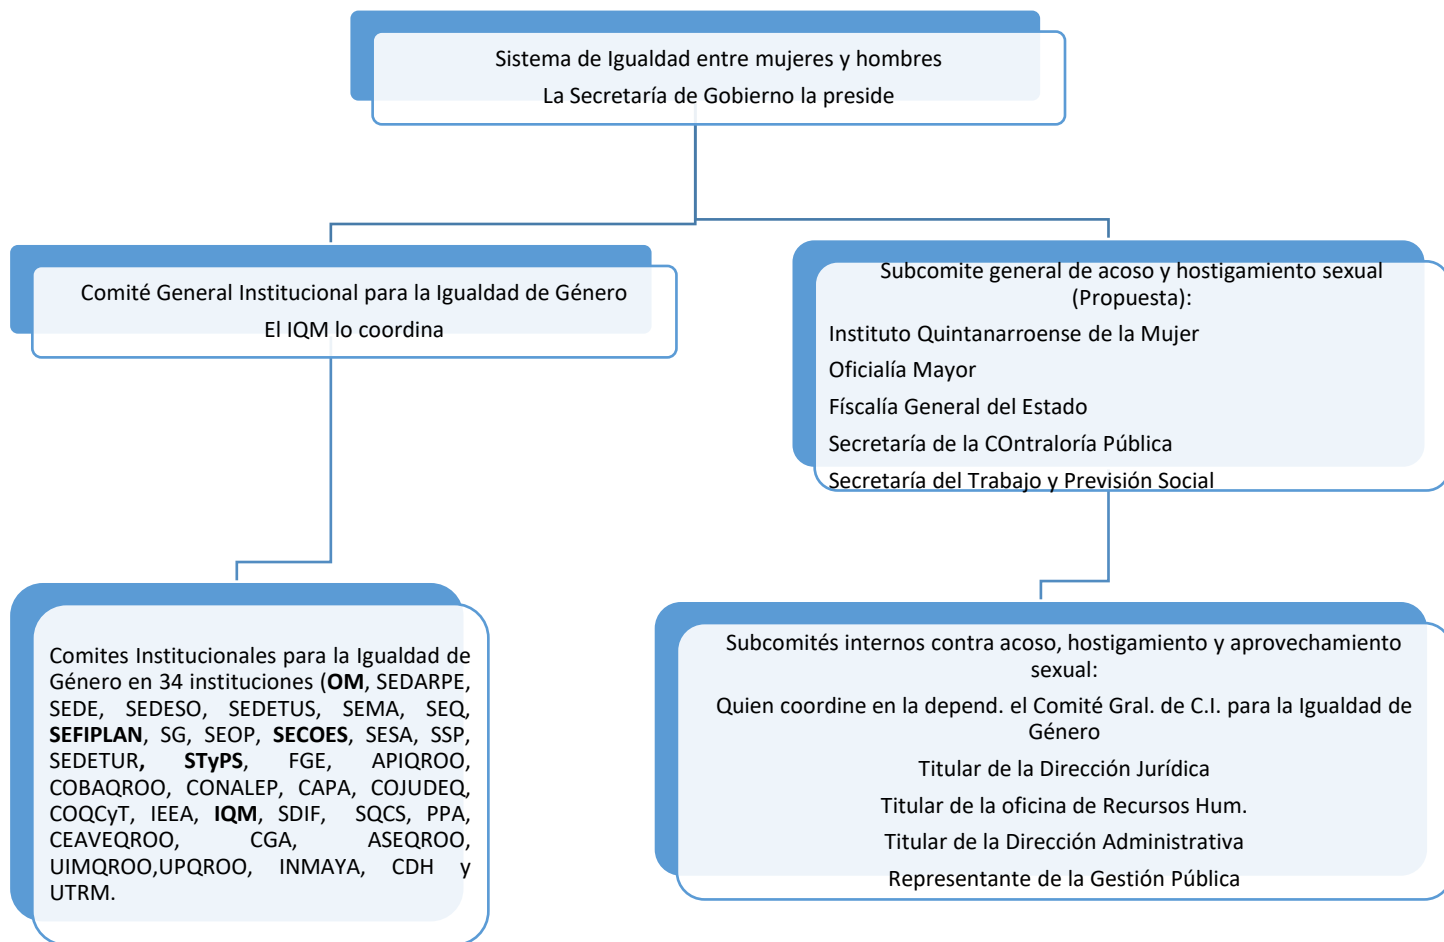 Sistema de Igualdad entre mujeres y hombres
La Secretaría de Gobierno la preside
Comité General Institucional para la Igualdad de Género
El IQM lo coordina
Subcomite general de acoso y hostigamiento sexual
(Propuesta):
Instituto Quintanarroense de la Mujer
Oficialía Mayor
Físcalía General del Estado
Secretaría de la COntraloría Pública
Secretaría del Trabajo y Previsión Social
Comites Institucionales para la Igualdad de
Género en 34 instituciones (OM, SEDARPE,
SEDE, SEDESO, SEDETUS, SEMA, SEQ,
SEFIPLAN, SG, SEOP, SECOES, SESA, SSP,
SEDETUR, STyPS, FGE, APIQROO,
COBAQROO, CONALEP, CAPA, COJUDEQ,
COQCyT, IEEA, IQM, SDIF, SQCS, PPA,
CEAVEQROO, CGA, ASEQROO,
UIMQROO,UPQROO, INMAYA, CDH y
UTRM.
Subcomités internos contra acoso, hostigamiento y aprovechamiento
sexual:
Quien coordine en la depend. el Comité Gral. de C.I. para la Igualdad de
Género
Titular de la Dirección Jurídica
Titular de la oficina de Recursos Hum.
Titular de la Dirección Administrativa
Representante de la Gestión Pública